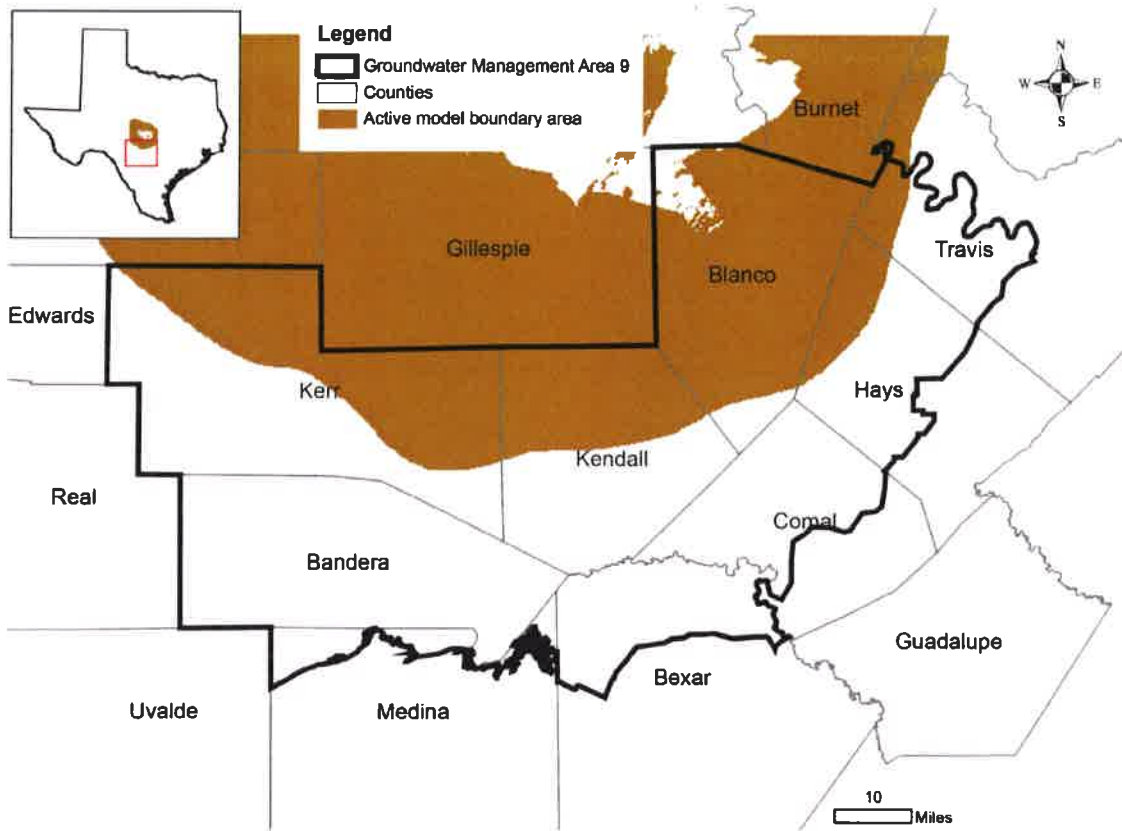 Legend
Groundwater Management Area 9
Counties
Active model boundary area
N
W E
S
Burnet
Travis
Gillespie
Blanco
Edwards
Kerr
Hays
Kendall
Real
Comal
Bandera
Guadalupe
Bexar
Uvalde
Medina
10
Miles